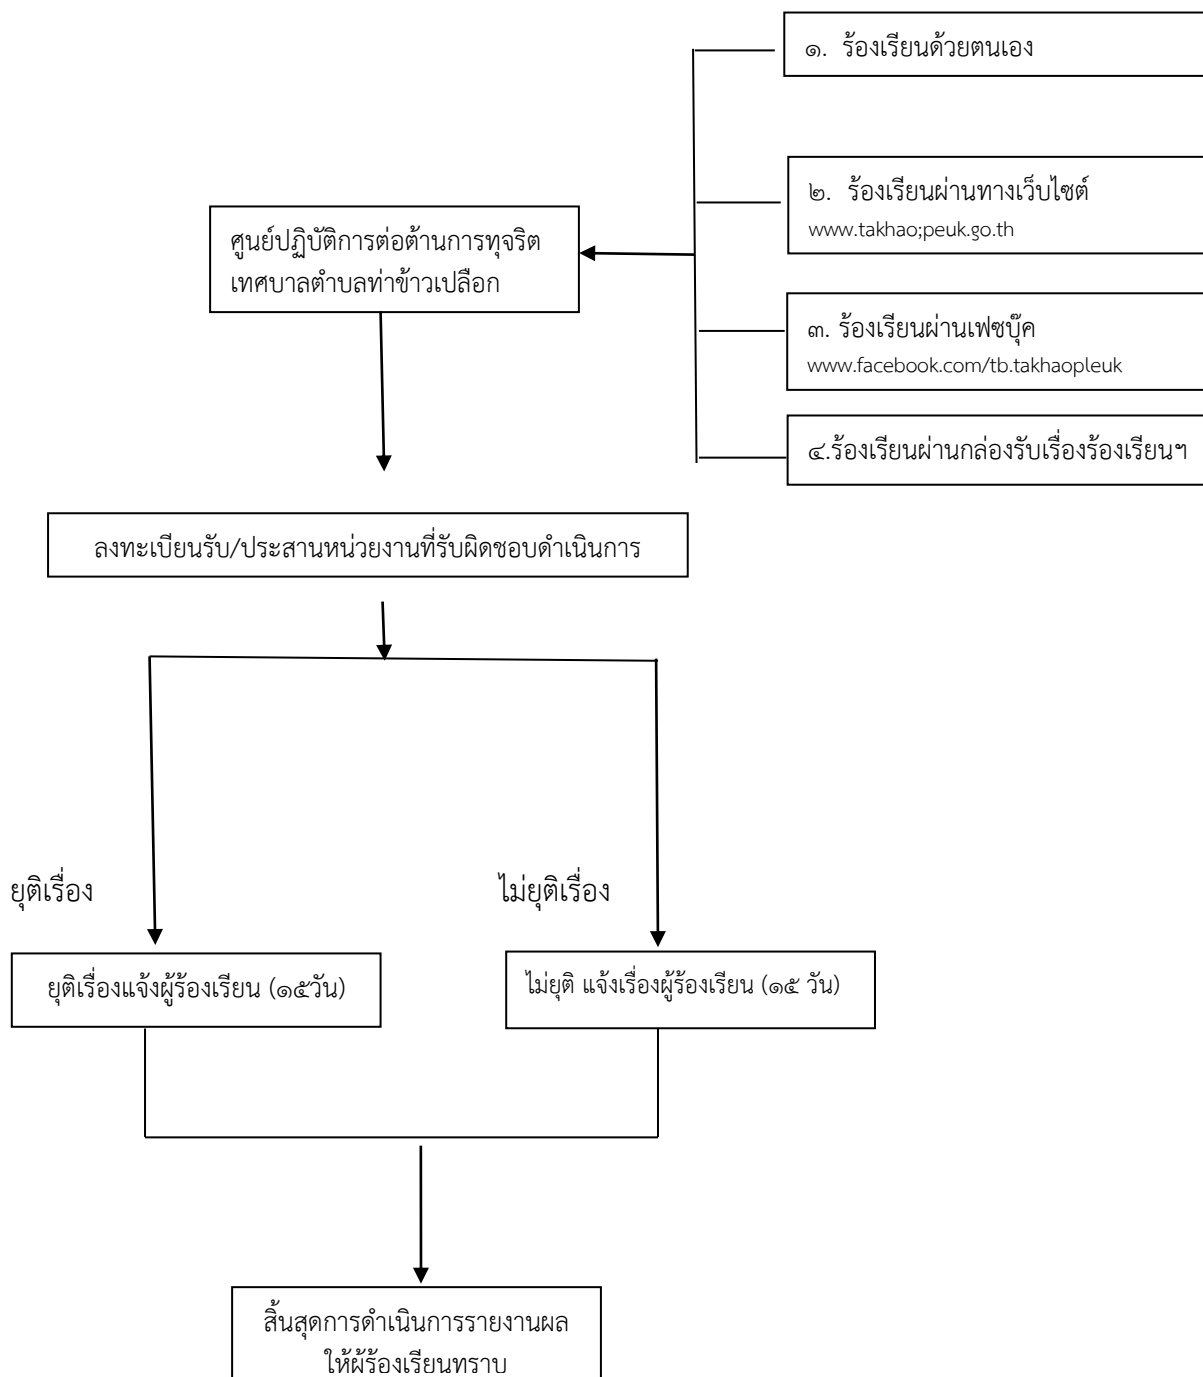 ๑. ร้องเรียนด้วยตนเอง
๒. ร้องเรียนผ่านทางเว็บไซต์
www.takhao;peuk.go.th
ศูนย์ปฏิบัติการต่อต้านการทุจริต
เทศบาลตำบลท่าข้าวเปลือก
๓. ร้องเรียนผ่านเฟซบุ๊ค
www.facebook.com/tb.takhaopleuk
๔.ร้องเรียนผ่านกล่องรับเรื่องร้องเรียนฯ
ลงทะเบียนรับ/ประสานหน่วยงานที่รับผิดชอบดำเนินการ
ยุติเรื่อง
ไม่ยุติเรื่อง
ยุติเรื่องแจ้งผู้ร้องเรียน (๑๕วัน)
ไม่ยุติ แจ้งเรื่องผู้ร้องเรียน (๑๕ วัน)
สิ้นสุดการดำเนินการรายงานผล
ให้ผู้ร้องเรียนทราบ